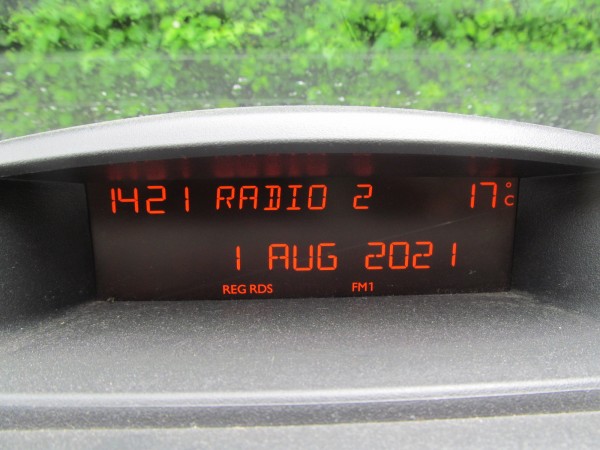 1421 RADIO 2 17°C
1 AUG 2021
REG RDS FM1